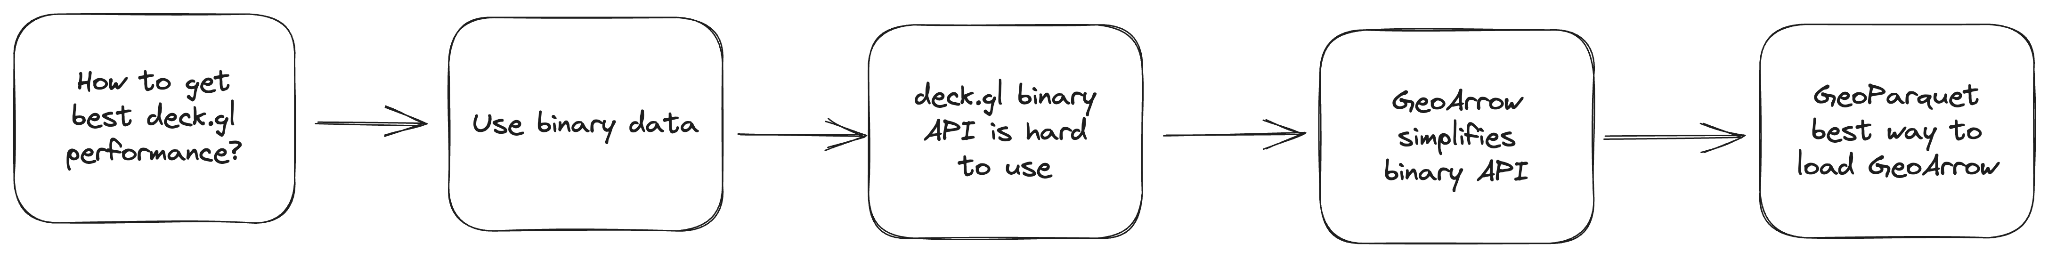 How to get
best deck.gl
performance?
Use binary data
deck.gl binary
API is hard
to use
GeoArrow
simplifies
binary API
GeoParquet
best way to
load GeoArrow